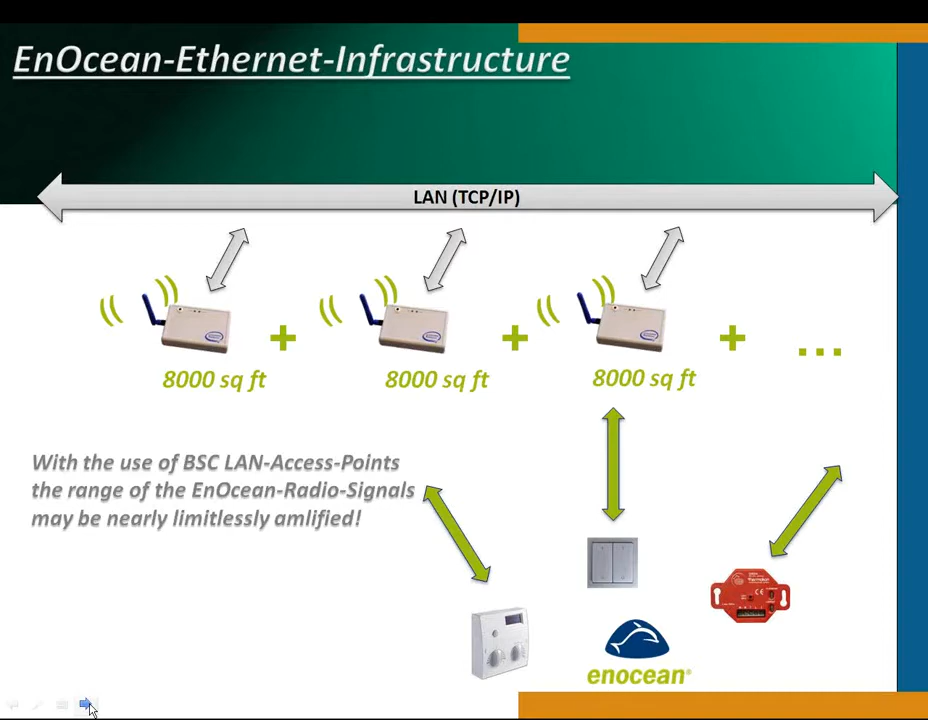 EnOcean-Ethernet-Infrastructure
LAN (TCP/IP)
+ + + ...
8000 sq ft 8000 sq ft 8000 sq ft
With the use of BSC LAN-Access-Points
the range of the EnOcean-Radio-Signals
may be nearly limitlessly amlified!
enocean®